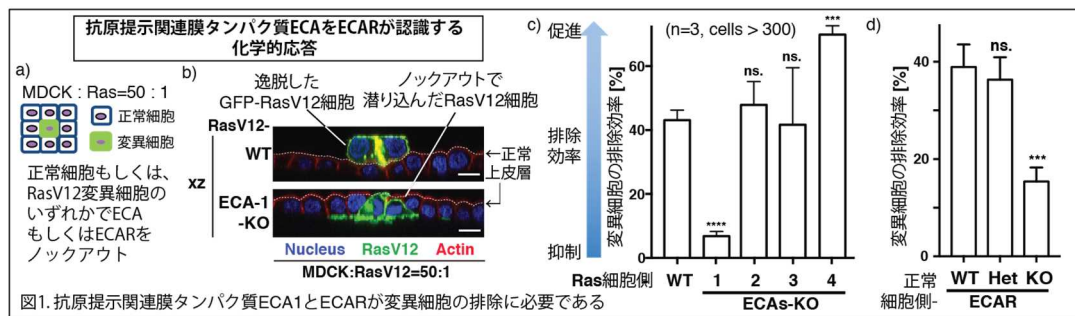 抗原提示関連膜タンパク質ECAをECARが認識する
化学的応答
a)
MDCK : Ras=50 : 1
正常細胞
変異細胞
正常細胞もしくは、
RasV12変異細胞の
いずれかでECA
もしくはECARを
ノックアウト
b)
逸脱した
GFP-RasV12細胞
ノックアウトで
潜り込んだRasV12細胞
RasV12-
WT
xz
ECA-1
-KO
←正常
上皮層
Nucleus RasV12 Actin
MDCK:RasV12=50:1
c)
促進
排除
効率
抑制
(n=3, cells > 300)
変異細胞の排除効率 [%]
80
60
40
20
0
****
ns.
ns.
***
Ras細胞側 WT 1 2 3 4
ECAs-KO
d)
変異細胞の排除効率 [%]
40
20
0
ns.
***
正常
細胞側-
WT Het KO
ECAR
図1. 抗原提示関連膜タンパク質ECA1とECARが変異細胞の排除に必要である